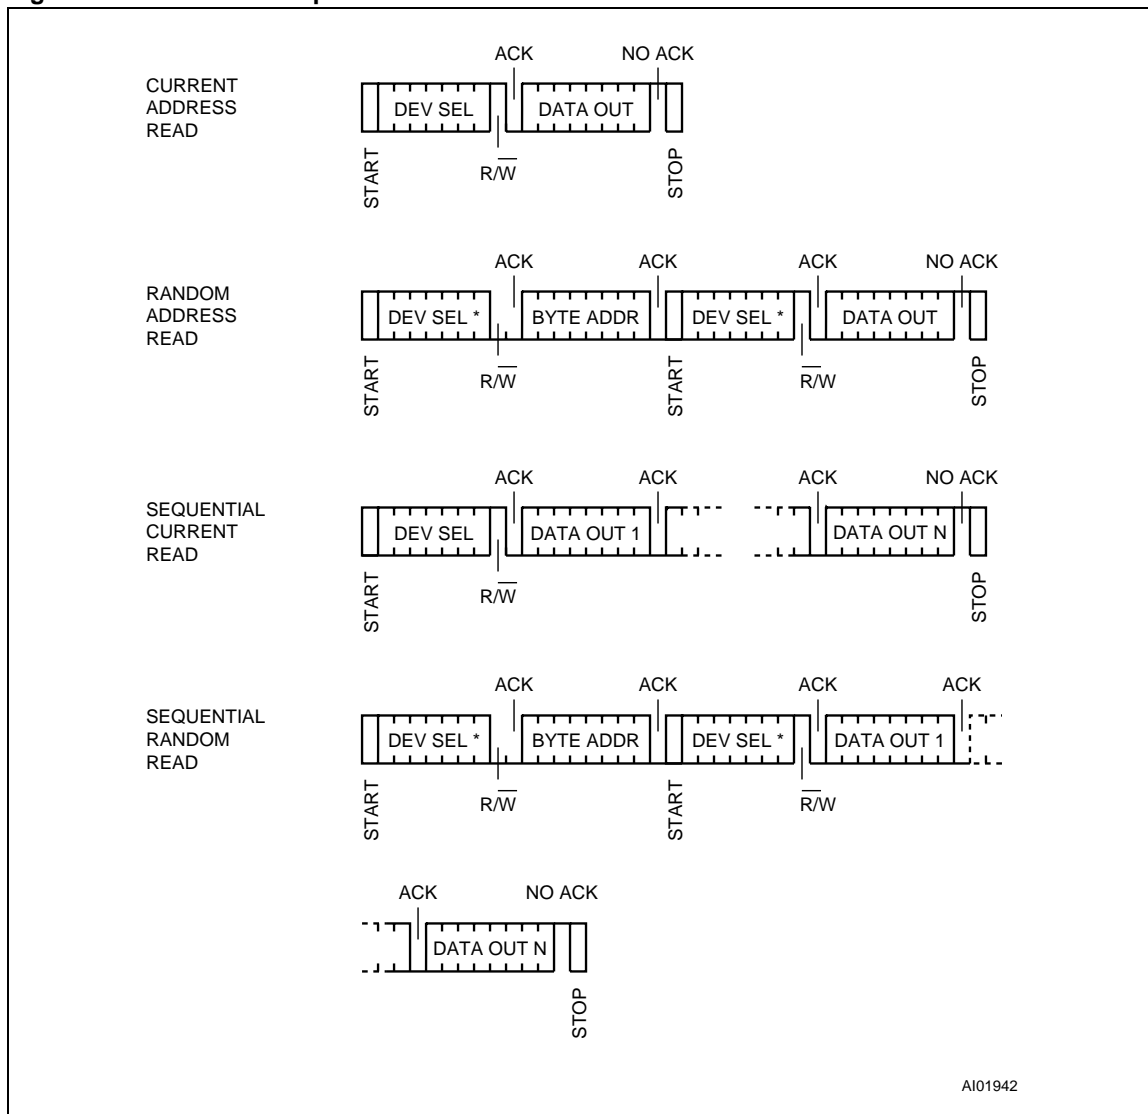 ACK NO ACK
CURRENT
ADDRESS
READ
DEV SEL DATA OUT
START R/W̅ STOP
ACK ACK ACK NO ACK
RANDOM
ADDRESS
READ
DEV SEL * BYTE ADDR DEV SEL * DATA OUT
START R/W̅ START R̅/W STOP
ACK ACK ACK NO ACK
SEQUENTIAL
CURRENT
READ
DEV SEL DATA OUT 1 DATA OUT N
START R/W̅ STOP
ACK ACK ACK ACK
SEQUENTIAL
RANDOM
READ
DEV SEL * BYTE ADDR DEV SEL * DATA OUT 1
START R/W̅ START R̅/W
ACK NO ACK
DATA OUT N
STOP
AI01942